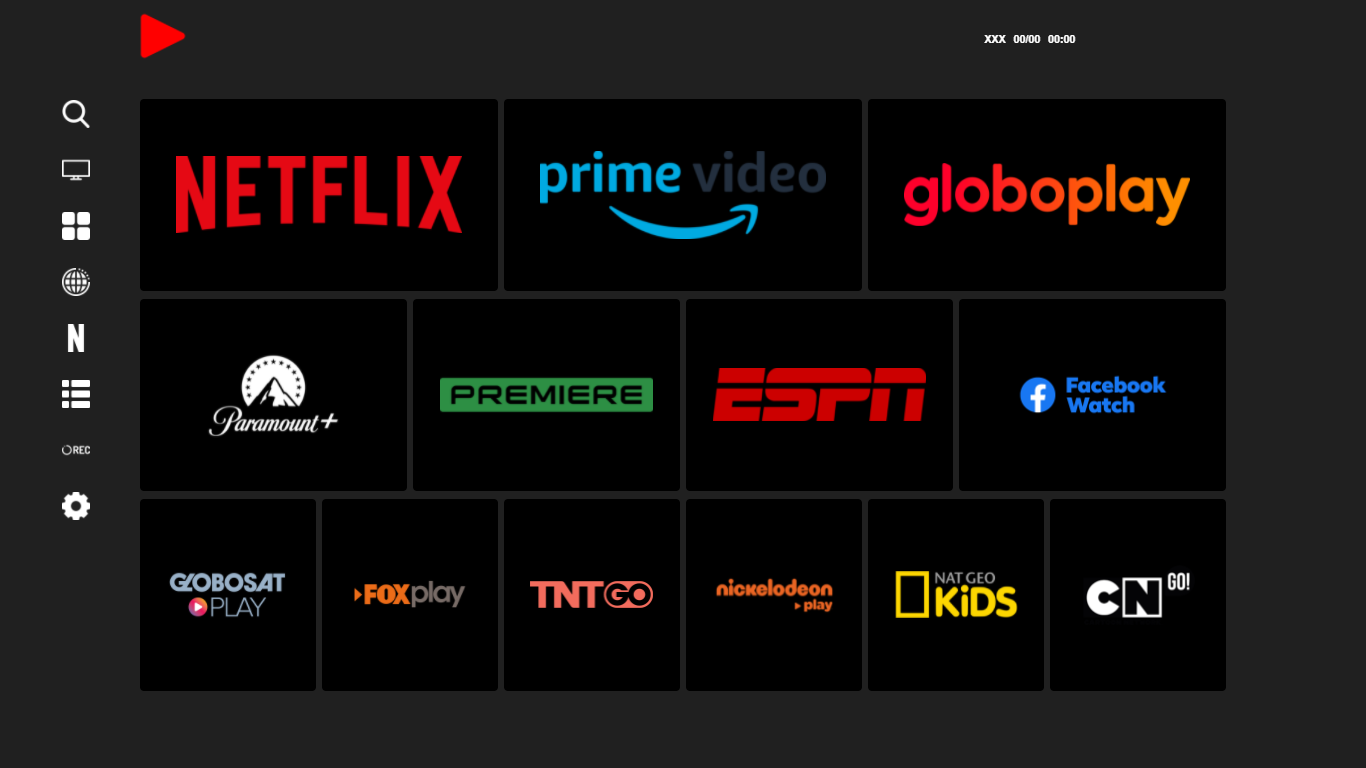 XXX 00/00 00:00
NETFLIX
prime video
globoplay
N
REC
Paramount+
PREMIERE
ESPN
Facebook
Watch
GLOBOSAT
PLAY
FOXplay
TNTGO
nickelodeon
play
NAT GEO
KiDS
CN GO!